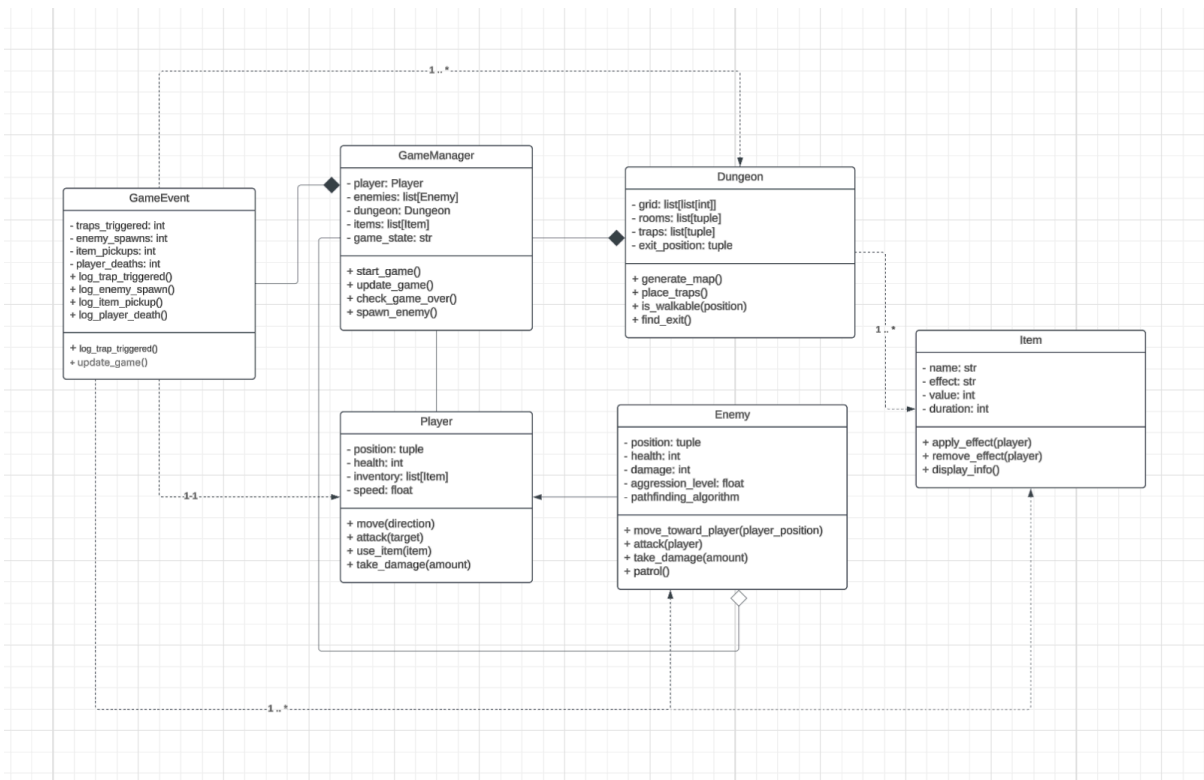 1 .. *
GameManager
- player: Player
- enemies: list[Enemy]
- dungeon: Dungeon
- items: list[Item]
- game_state: str
+ start_game()
+ update_game()
+ check_game_over()
+ spawn_enemy()
Dungeon
- grid: list[list[int]]
- rooms: list[tuple]
- traps: list[tuple]
- exit_position: tuple
+ generate_map()
+ place_traps()
+ is_walkable(position)
+ find_exit()
GameEvent
- traps_triggered: int
- enemy_spawns: int
- item_pickups: int
- player_deaths: int
+ log_trap_triggered()
+ log_enemy_spawn()
+ log_item_pickup()
+ log_player_death()
+ log_trap_triggered()
+ update_game()
1 .. *
Item
- name: str
- effect: str
- value: int
- duration: int
+ apply_effect(player)
+ remove_effect(player)
+ display_info()
Player
- position: tuple
- health: int
- inventory: list[Item]
- speed: float
+ move(direction)
+ attack(target)
+ use_item(item)
+ take_damage(amount)
Enemy
- position: tuple
- health: int
- damage: int
- aggression_level: float
- pathfinding_algorithm
+ move_toward_player(player_position)
+ attack(player)
+ take_damage(amount)
+ patrol()
1-1
1 .. *